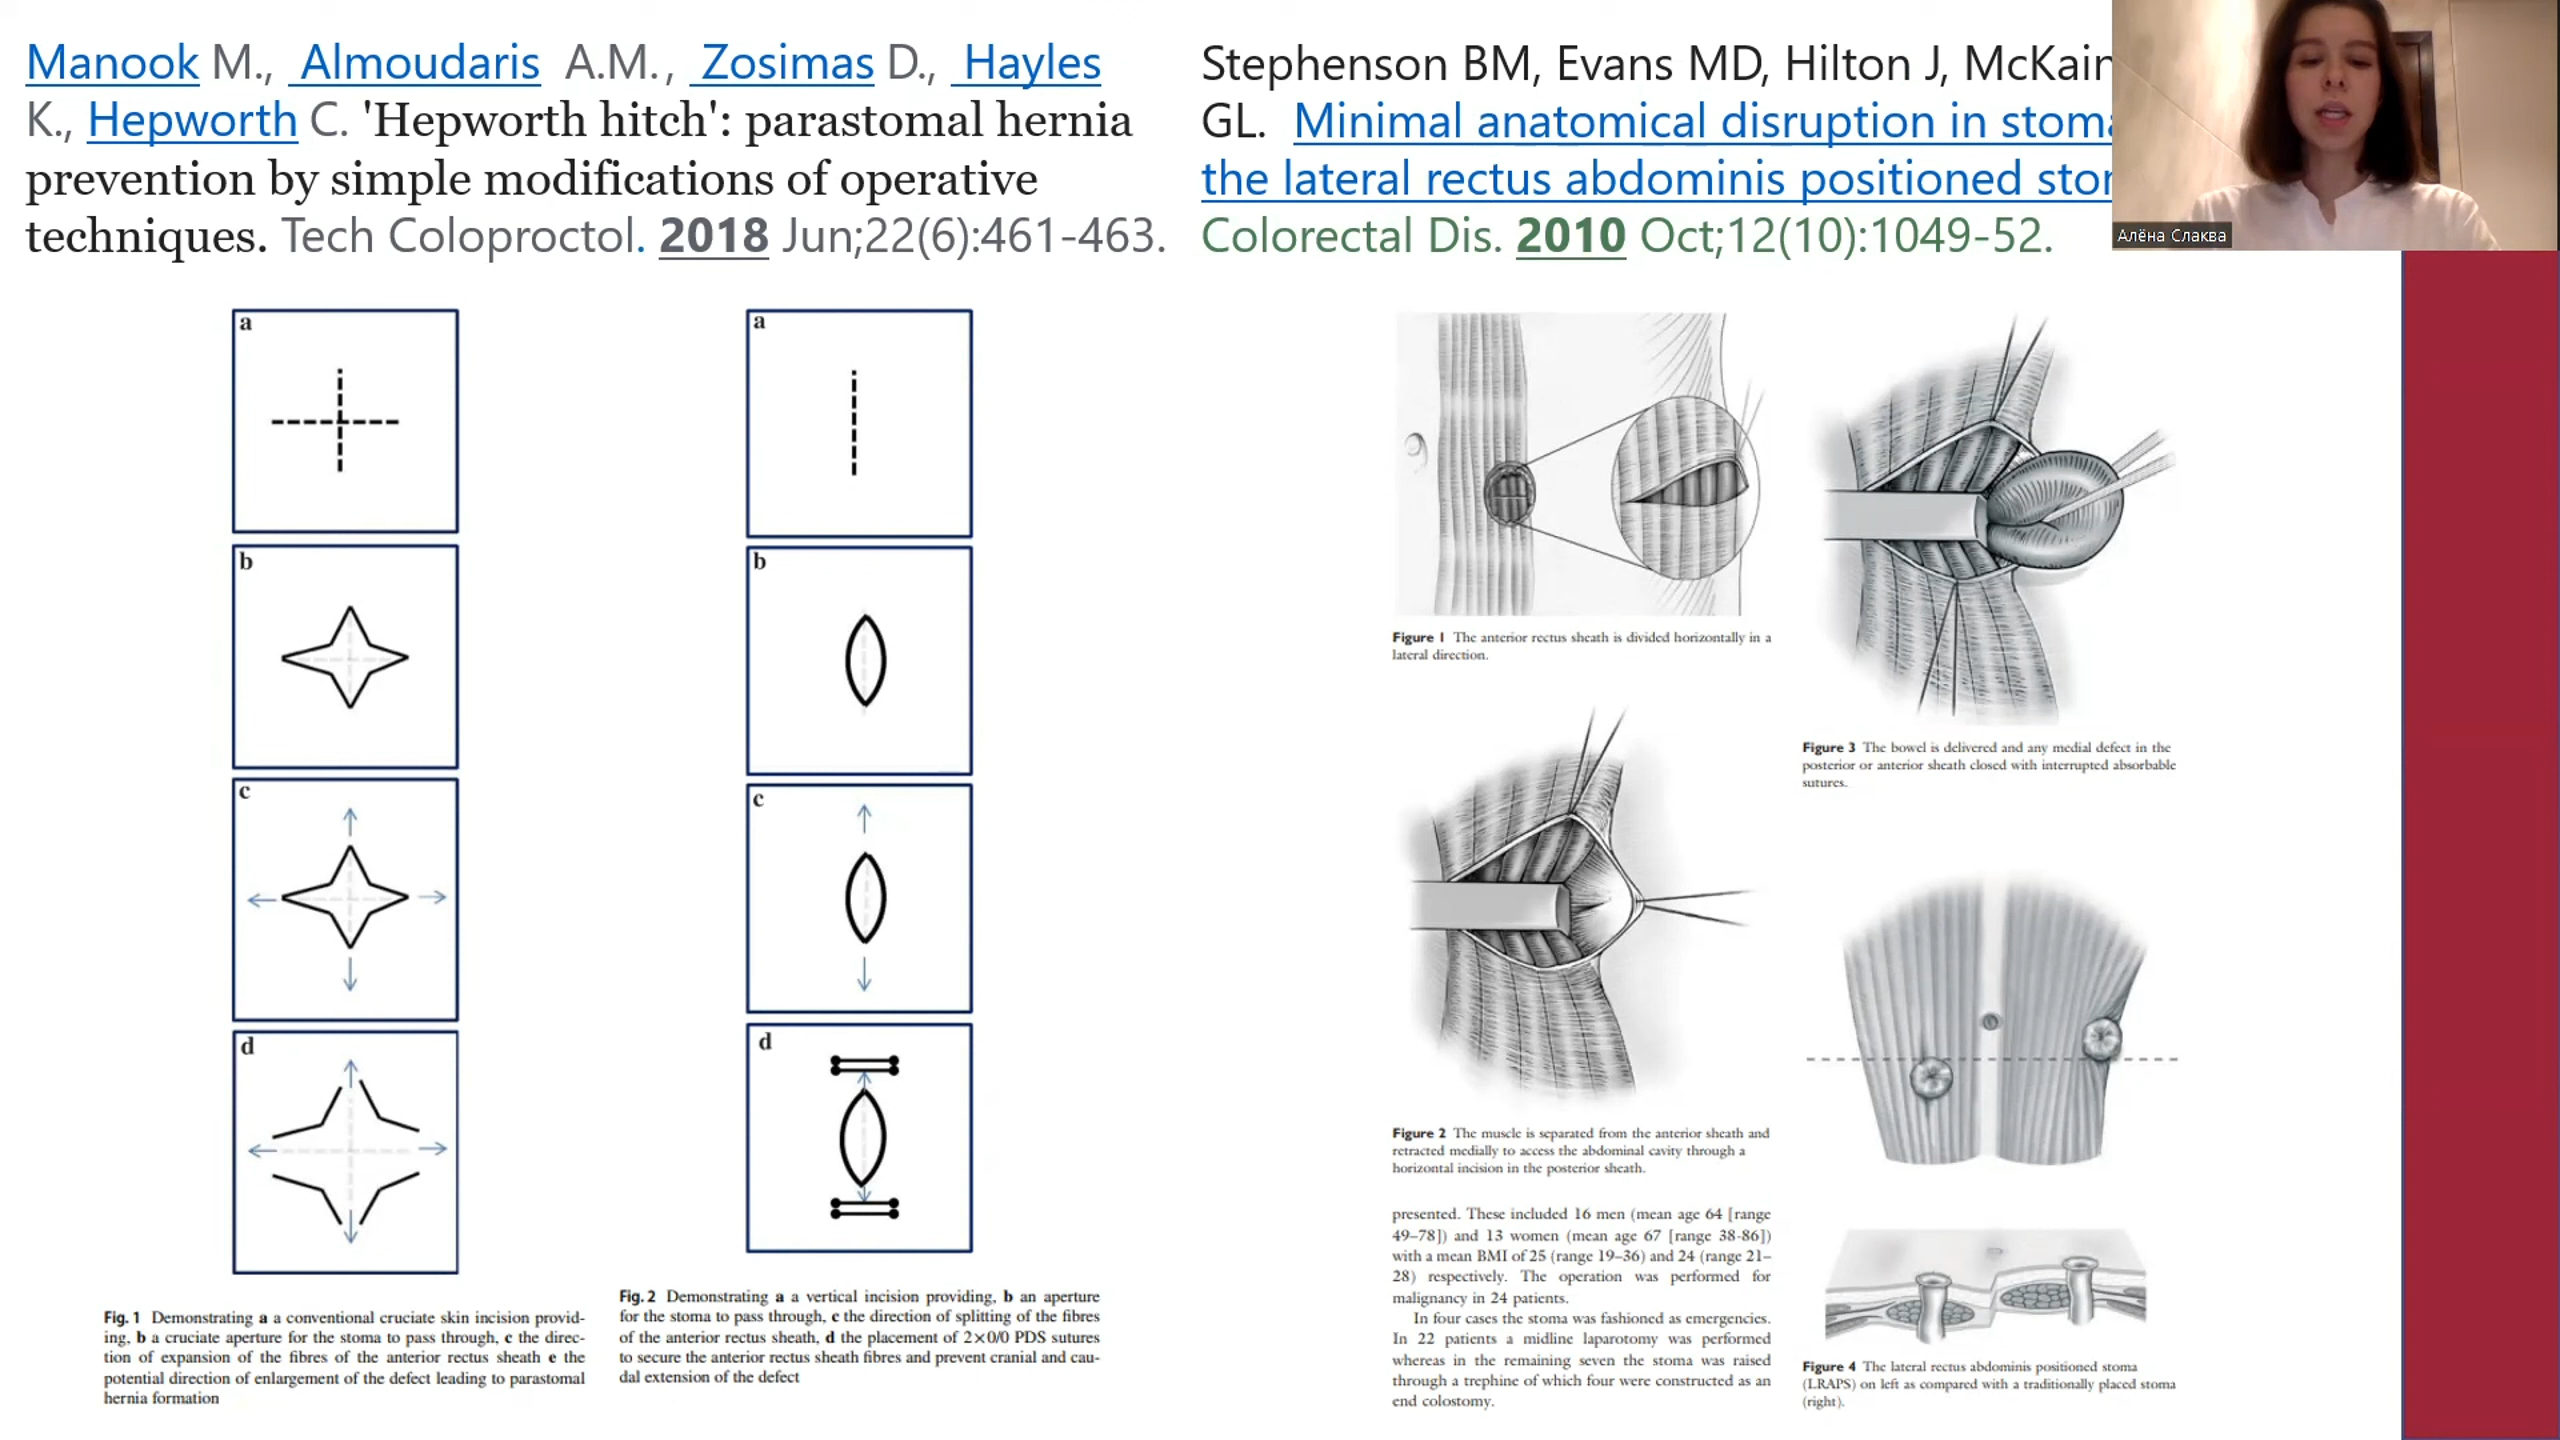 Manook M., Almoudaris A.M., Zosimas D., Hayles
K., Hepworth C. 'Hepworth hitch': parastomal hernia
prevention by simple modifications of operative
techniques. Tech Coloproctol. 2018 Jun;22(6):461-463.
Stephenson BM, Evans MD, Hilton J, McKain
GL. Minimal anatomical disruption in stoma
the lateral rectus abdominis positioned
Colorectal Dis. 2010 Oct;12(10):1049-52.
Алёна Слаква
a
b
c
d
Fig. 1 Demonstrating a a conventional cruciate skin incision provid-
ing, b a cruciate aperture for the stoma to pass through, c the direc-
tion of expansion of the fibres of the anterior rectus sheath e the
potential direction of enlargement of the defect leading to parastomal
hernia formation
a
b
c
d
Fig. 2 Demonstrating a a vertical incision providing, b an aperture
for the stoma to pass through, c the direction of splitting of the fibres
of the anterior rectus sheath, d the placement of 2×0/0 PDS sutures
to secure the anterior rectus sheath fibres and prevent cranial and cau-
dal extension of the defect
Figure 1 The anterior rectus sheath is divided horizontally in a
lateral direction.
Figure 2 The muscle is separated from the anterior sheath and
retracted medially to access the abdominal cavity through a
horizontal incision in the posterior sheath.
presented. These included 16 men (mean age 64 [range
49–78]) and 13 women (mean age 67 [range 38-86])
with a mean BMI of 25 (range 19–36) and 24 (range 21–
28) respectively. The operation was performed for
malignancy in 24 patients.
In four cases the stoma was fashioned as emergencies.
In 22 patients a midline laparotomy was performed
whereas in the remaining seven the stoma was raised
through a trephine of which four were constructed as an
end colostomy.
Figure 3 The bowel is delivered and any medial defect in the
posterior or anterior sheath closed with interrupted absorbable
sutures.
Figure 4 The lateral rectus abdominis positioned stoma
(LRAPS) on left as compared with a traditionally placed stoma
(right).